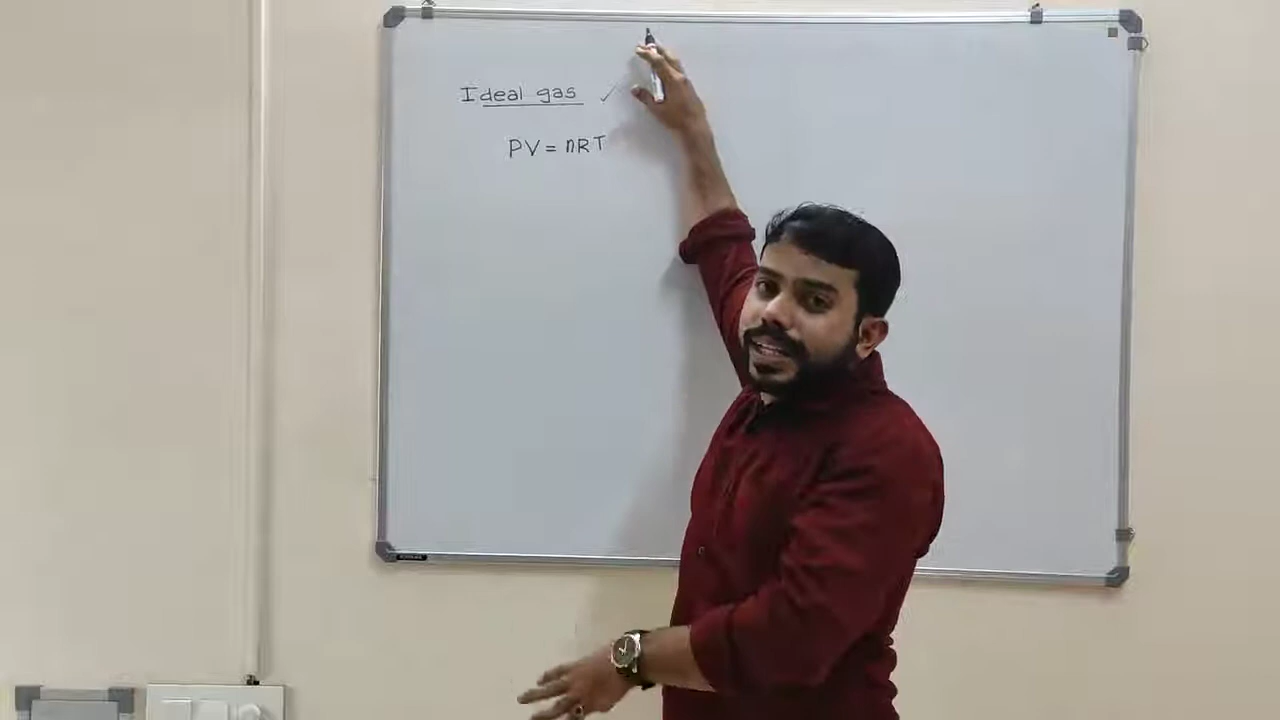 Ideal gas ✓
PV = nRT